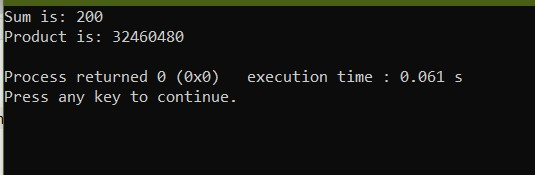 Sum is: 200
Product is: 32460480
Process returned 0 (0x0)   execution time : 0.061 s
Press any key to continue.